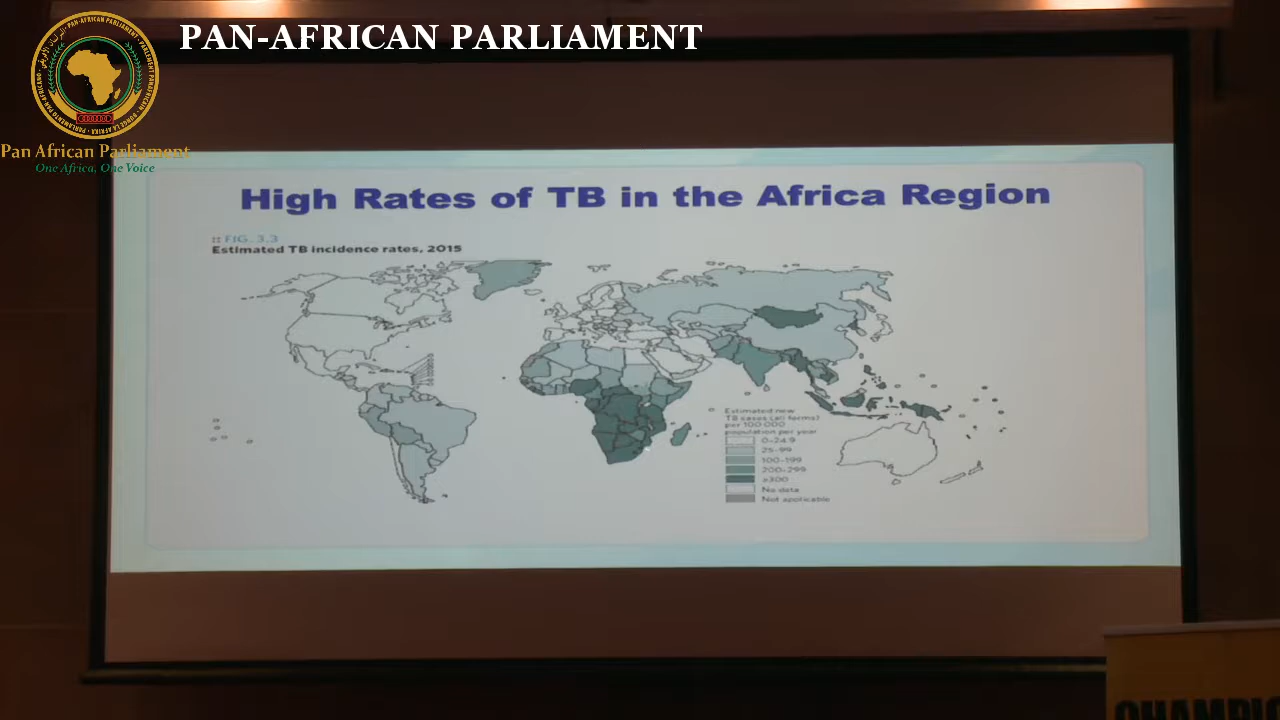 PAN-AFRICAN PARLIAMENT
Pan African Parliament
One Africa, One Voice
High Rates of TB in the Africa Region
FIG. 3.3
Estimated TB incidence rates, 2015
Estimated new
TB cases (all forms)
per 100 000
population per year
0–24.9
25–99
100–199
200–299
≥300
No data
Not applicable